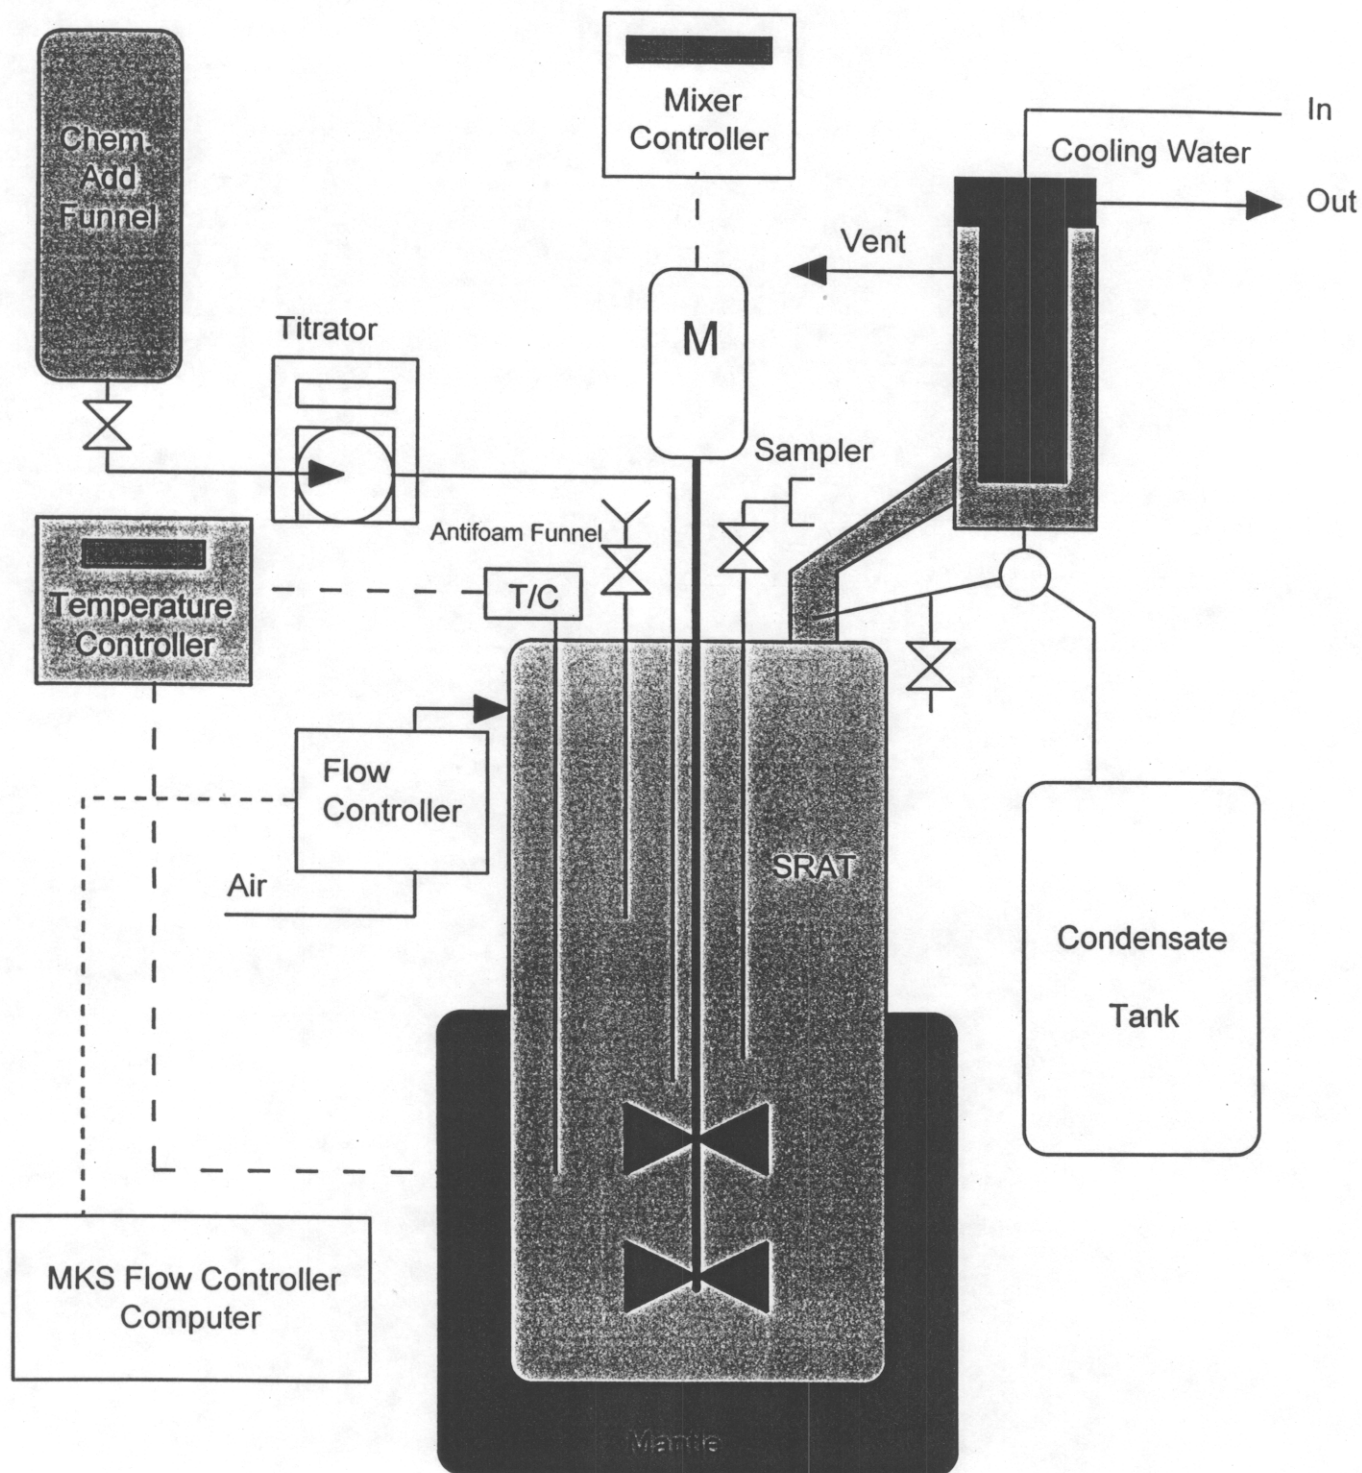 Mixer
Controller
In
Cooling Water
Out
Chem.
Add
Funnel
Vent
Titrator
M
Sampler
Antifoam Funnel
T/C
Temperature
Controller
Flow
Controller
Air
SRAT
Condensate
Tank
MKS Flow Controller
Computer
Mantle